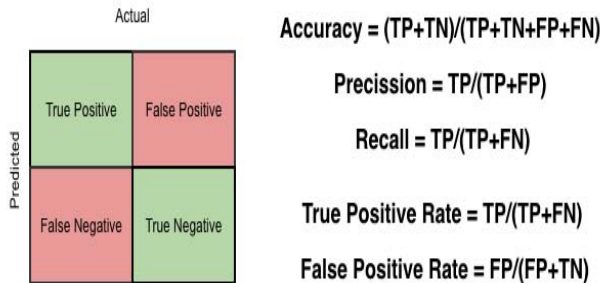 Actual
Predicted
True Positive
False Positive
False Negative
True Negative
Accuracy = (TP+TN)/(TP+TN+FP+FN)
Precission = TP/(TP+FP)
Recall = TP/(TP+FN)
True Positive Rate = TP/(TP+FN)
False Positive Rate = FP/(FP+TN)